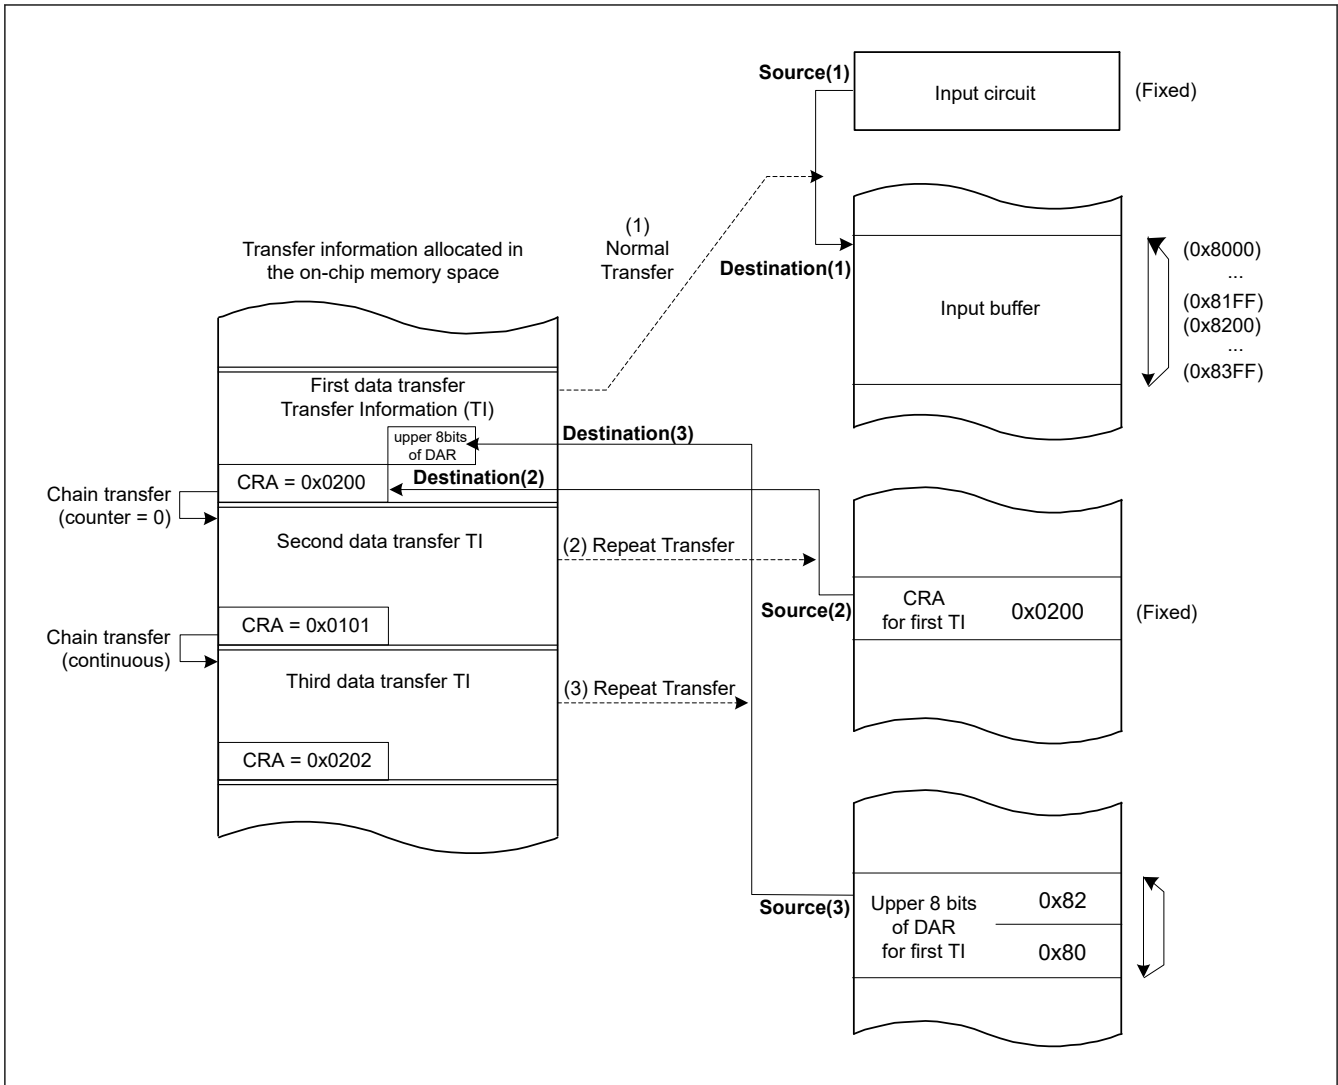 Source(1)
Input circuit
(Fixed)
(1)
Normal
Transfer
Transfer information allocated in
the on-chip memory space
Destination(1)
Input buffer
(0x8000)
...
(0x81FF)
(0x8200)
...
(0x83FF)
First data transfer
Transfer Information (TI)
upper 8bits
of DAR
Destination(3)
CRA = 0x0200
Destination(2)
Chain transfer
(counter = 0)
Second data transfer TI
(2) Repeat Transfer
Source(2)
CRA
for first TI
0x0200
(Fixed)
CRA = 0x0101
Chain transfer
(continuous)
Third data transfer TI
(3) Repeat Transfer
CRA = 0x0202
Source(3)
Upper 8 bits
of DAR
for first TI
0x82
0x80